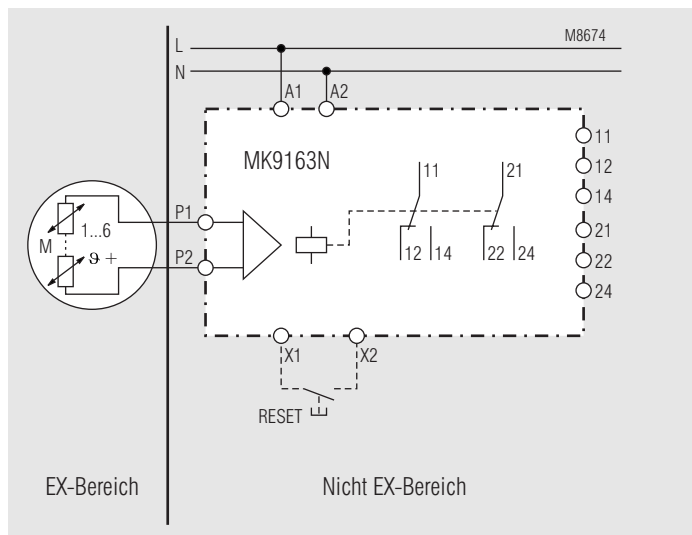 L
M8674
N
A1
A2
MK9163N
11
21
11
12
14
P1
1...6
M
ϑ +
P2
12
14
22
24
21
22
24
X1
X2
RESET
EX-Bereich
Nicht EX-Bereich